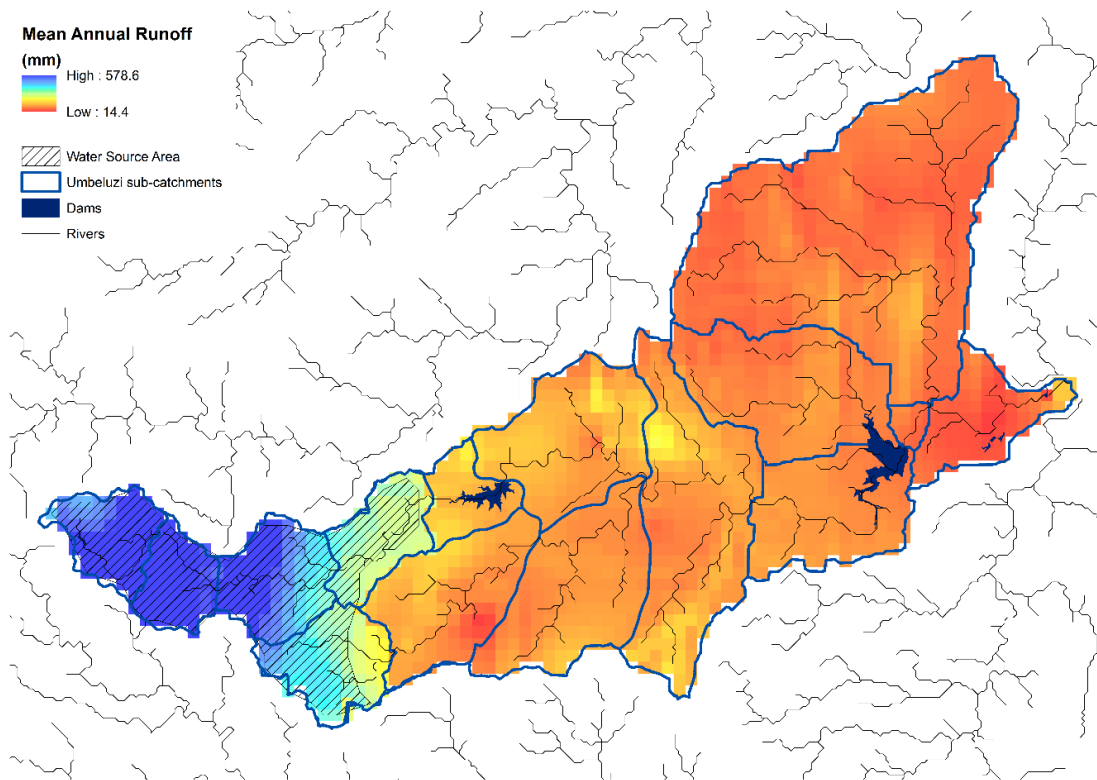 Mean Annual Runoff
(mm)
High : 578.6
Low : 14.4
Water Source Area
Umbeluzi sub-catchments
Dams
Rivers